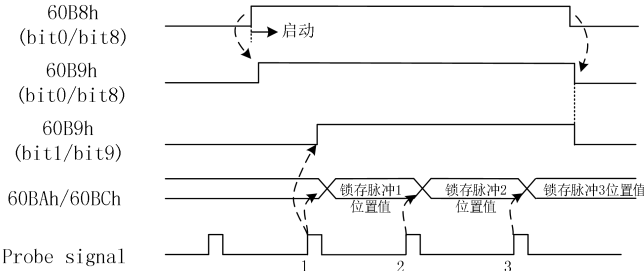 60B8h
(bit0/bit8)
启动
60B9h
(bit0/bit8)
60B9h
(bit1/bit9)
60BAh/60BCh
锁存脉冲1
位置值
锁存脉冲2
位置值
锁存脉冲3位置值
Probe signal
1
2
3